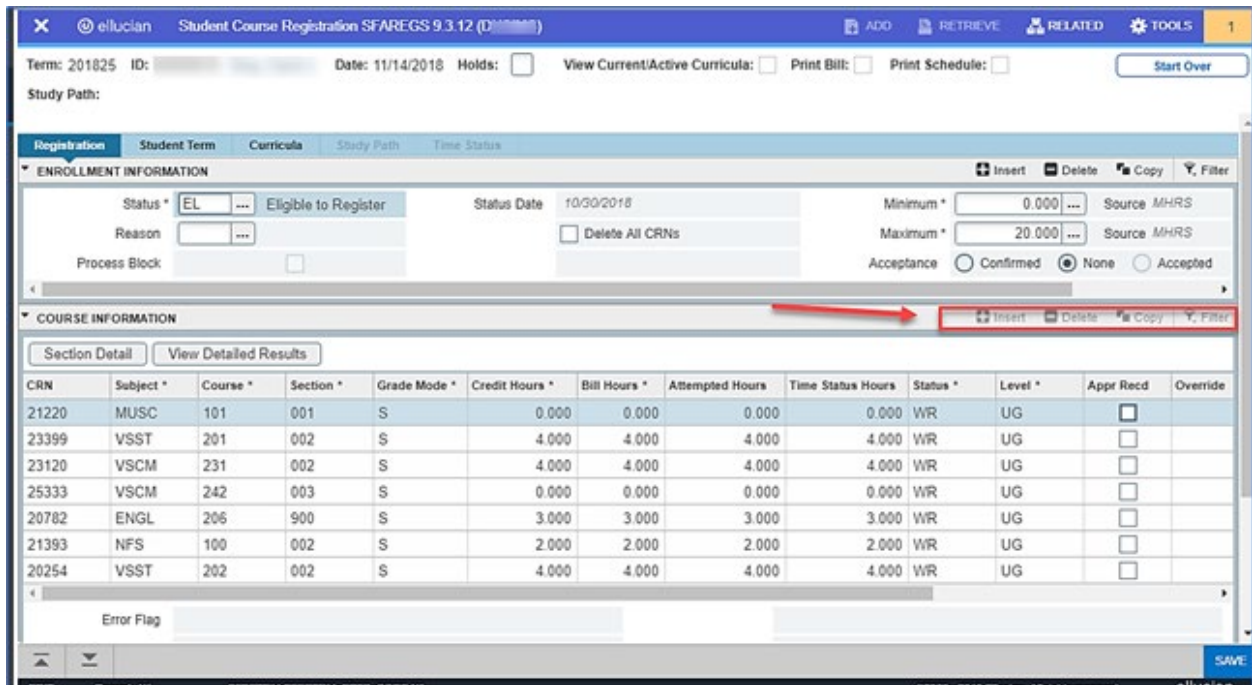 ✕ ellucian Student Course Registration SFAREGS 9.3.12 (D ) ADD RETRIEVE RELATED TOOLS 1
Term: 201825 ID: Date: 11/14/2018 Holds: View Current/Active Curricula: Print Bill: Print Schedule: Start Over
Study Path:
Registration Student Term Curricula Study Path Time Status
ENROLLMENT INFORMATION Insert Delete Copy Filter
Status * EL ... Eligible to Register Status Date 10/30/2018 Minimum * 0.000 ... Source MHRS
Reason ... Delete All CRNs Maximum * 20.000 ... Source MHRS
Process Block Acceptance Confirmed None Accepted
COURSE INFORMATION Insert Delete Copy Filter
Section Detail View Detailed Results
CRN Subject * Course * Section * Grade Mode * Credit Hours * Bill Hours * Attempted Hours Time Status Hours Status * Level * Appr Recd Override
21220 MUSC 101 001 S 0.000 0.000 0.000 0.000 WR UG
23399 VSST 201 002 S 4.000 4.000 4.000 4.000 WR UG
23120 VSCM 231 002 S 4.000 4.000 4.000 4.000 WR UG
25333 VSCM 242 003 S 0.000 0.000 0.000 0.000 WR UG
20782 ENGL 206 900 S 3.000 3.000 3.000 3.000 WR UG
21393 NFS 100 002 S 2.000 2.000 2.000 2.000 WR UG
20254 VSST 202 002 S 4.000 4.000 4.000 4.000 WR UG
Error Flag
SAVE
ellucian